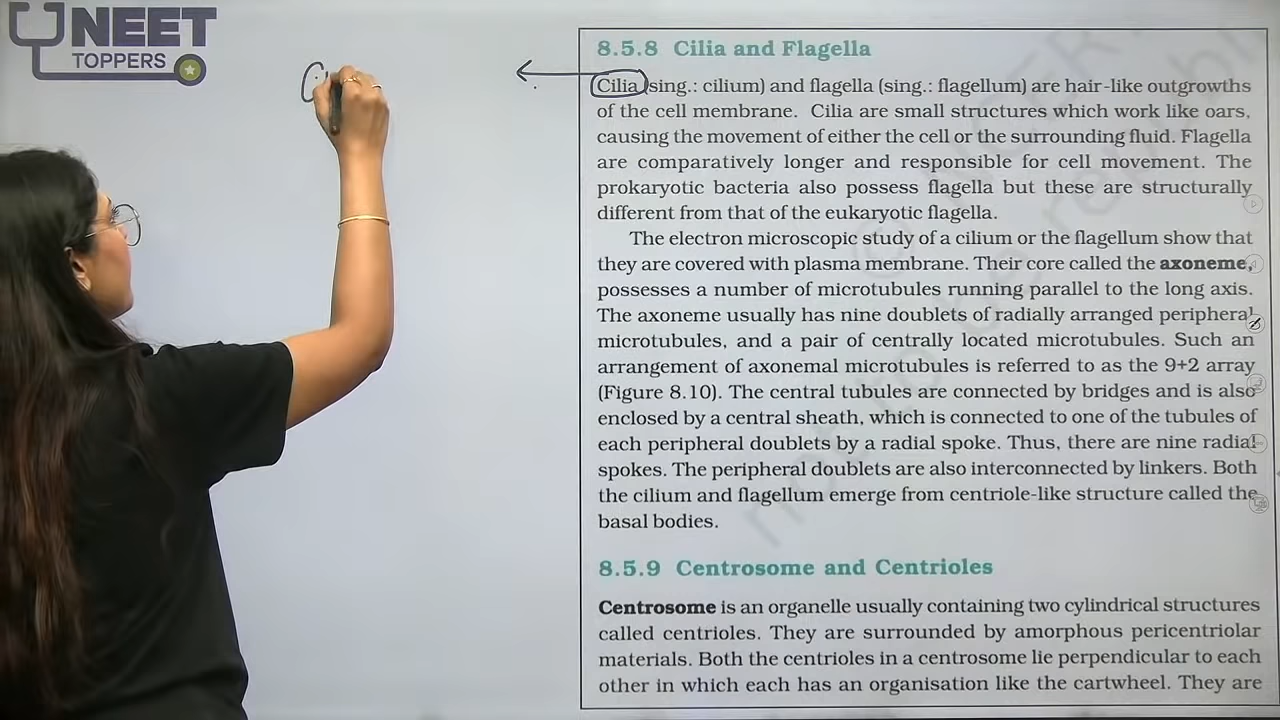 NEET
TOPPERS
Ci
8.5.8 Cilia and Flagella
Cilia (sing.: cilium) and flagella (sing.: flagellum) are hair-like outgrowths
of the cell membrane. Cilia are small structures which work like oars,
causing the movement of either the cell or the surrounding fluid. Flagella
are comparatively longer and responsible for cell movement. The
prokaryotic bacteria also possess flagella but these are structurally
different from that of the eukaryotic flagella.
The electron microscopic study of a cilium or the flagellum show that
they are covered with plasma membrane. Their core called the axoneme,
possesses a number of microtubules running parallel to the long axis.
The axoneme usually has nine doublets of radially arranged peripheral
microtubules, and a pair of centrally located microtubules. Such an
arrangement of axonemal microtubules is referred to as the 9+2 array
(Figure 8.10). The central tubules are connected by bridges and is also
enclosed by a central sheath, which is connected to one of the tubules of
each peripheral doublets by a radial spoke. Thus, there are nine radial
spokes. The peripheral doublets are also interconnected by linkers. Both
the cilium and flagellum emerge from centriole-like structure called the
basal bodies.
8.5.9 Centrosome and Centrioles
Centrosome is an organelle usually containing two cylindrical structures
called centrioles. They are surrounded by amorphous pericentriolar
materials. Both the centrioles in a centrosome lie perpendicular to each
other in which each has an organisation like the cartwheel. They are